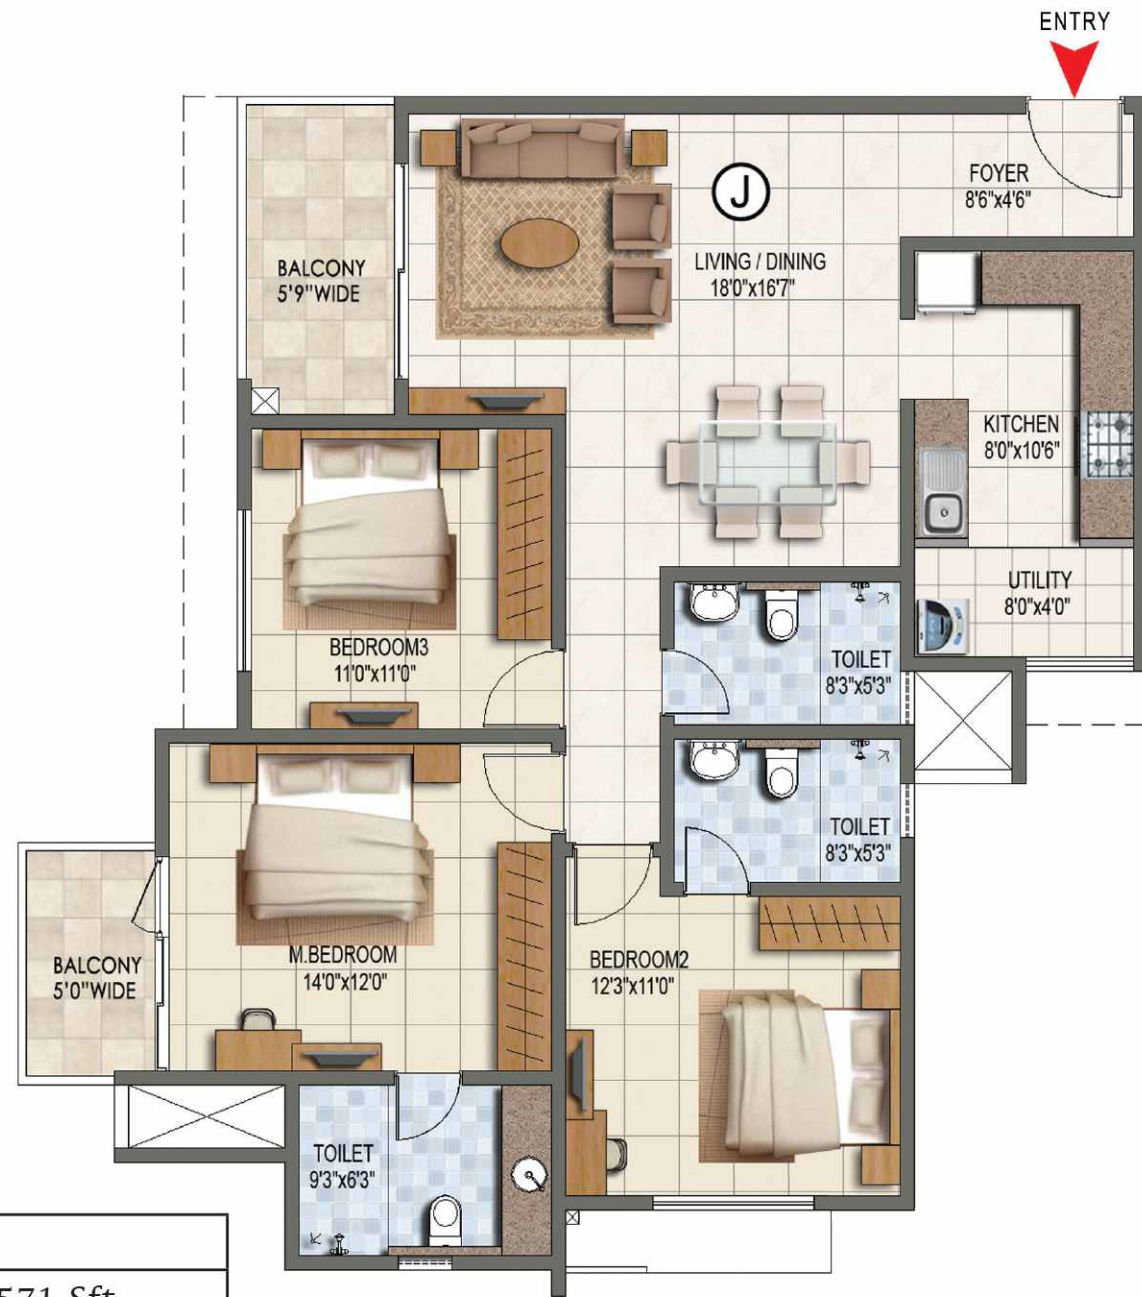 ENTRY
FOYER
8'6"x4'6"
J
BALCONY
5'9"WIDE
LIVING / DINING
18'0"x16'7"
KITCHEN
8'0"x10'6"
UTILITY
8'0"x4'0"
BEDROOM3
11'0"x11'0"
TOILET
8'3"x5'3"
TOILET
8'3"x5'3"
M.BEDROOM
14'0"x12'0"
BEDROOM2
12'3"x11'0"
BALCONY
5'0"WIDE
TOILET
9'3"x6'3"
571 Sft